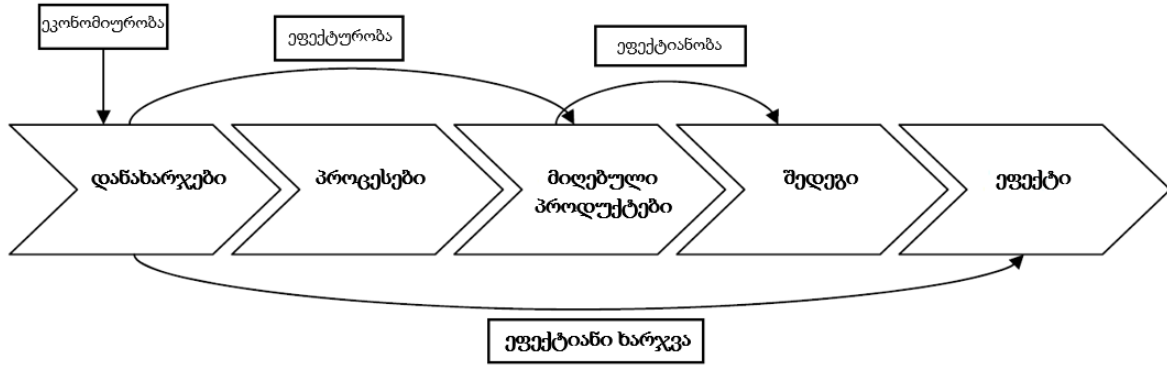 ეკონომიურობა
ეფექტურობა
ეფექტიანობა
დანახარჯები
პროცესები
მიღებული
პროდუქტები
შედეგი
ეფექტი
ეფექტიანი ხარჯვა